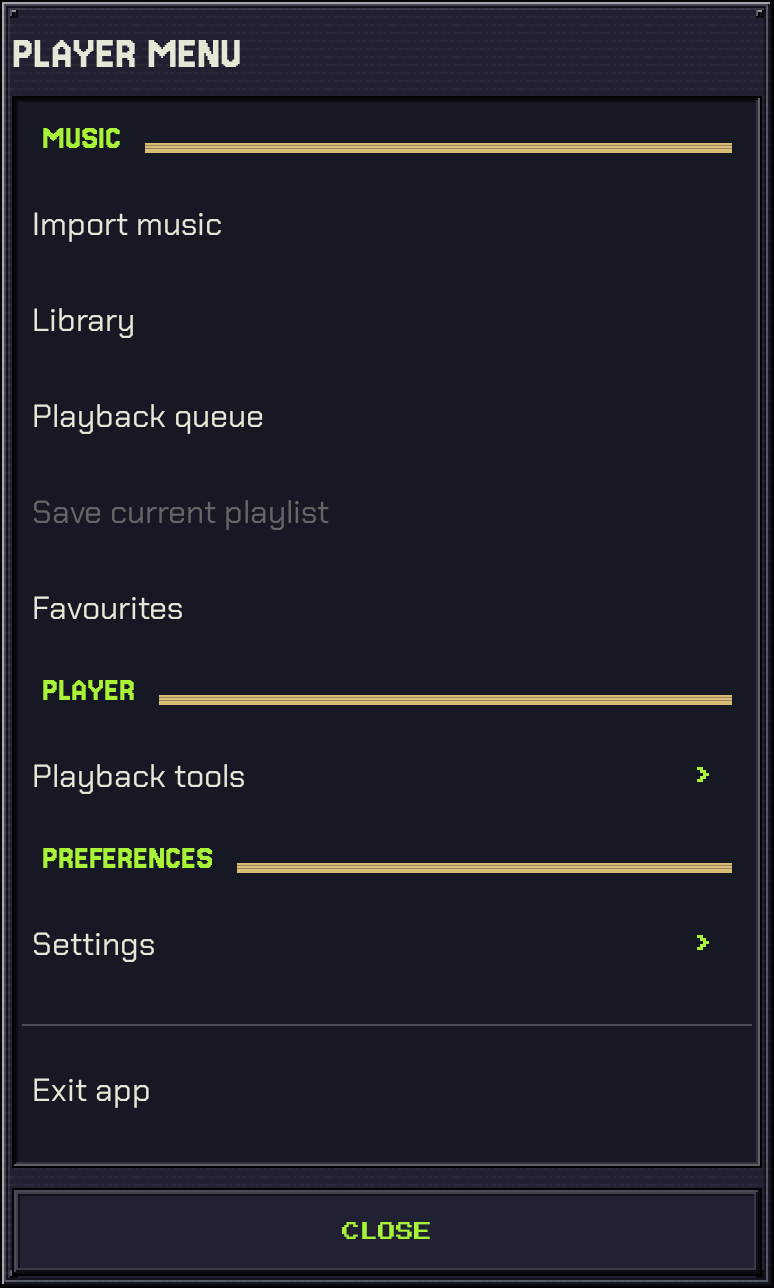 PLAYER MENU
MUSIC
Import music
Library
Playback queue
Save current playlist
Favourites
PLAYER
Playback tools
PREFERENCES
Settings
Exit app
CLOSE